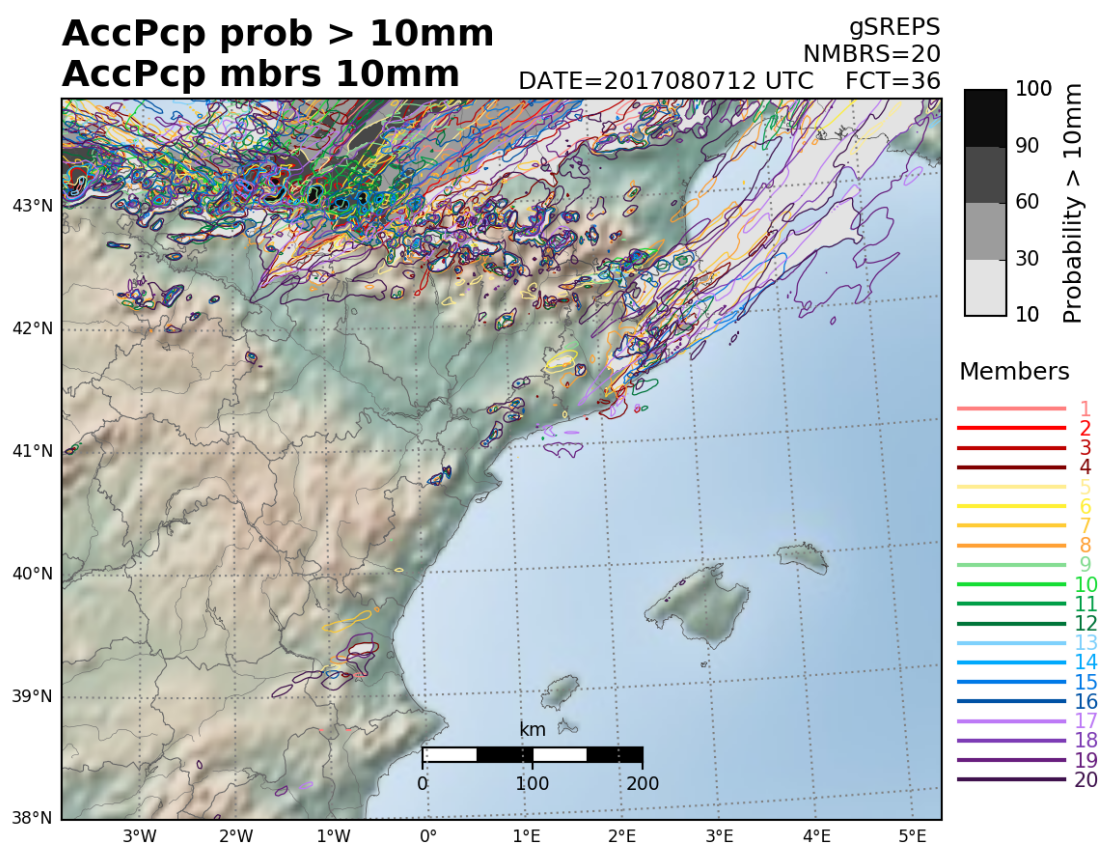 AccPcp prob > 10mm
AccPcp mbrs 10mm
gSREPS
NMBRS=20
DATE=2017080712 UTC FCT=36
100
90
60
30
10
Probability > 10mm
Members
1
2
3
4
5
6
7
8
9
10
11
12
13
14
15
16
17
18
19
20
43°N
42°N
41°N
40°N
39°N
38°N
km
0
100
200
3°W
2°W
1°W
0°
1°E
2°E
3°E
4°E
5°E